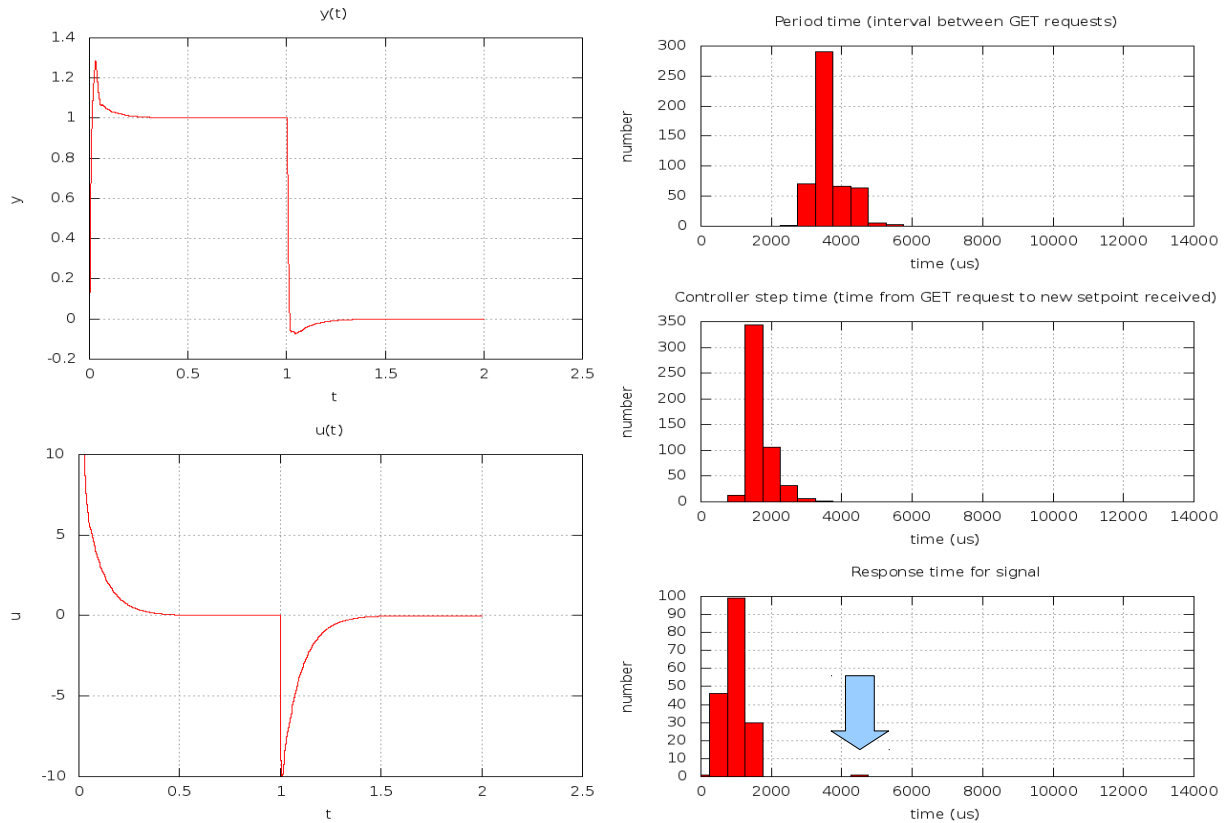 y(t)
1.4
1.2
1
0.8
0.6
0.4
0.2
0
-0.2
y
0 0.5 1 1.5 2 2.5
t
u(t)
10
5
0
-5
-10
u
0 0.5 1 1.5 2 2.5
t
Period time (interval between GET requests)
300
250
200
150
100
50
0
number
0 2000 4000 6000 8000 10000 12000 14000
time (us)
Controller step time (time from GET request to new setpoint received)
350
300
250
200
150
100
50
0
number
0 2000 4000 6000 8000 10000 12000 14000
time (us)
Response time for signal
100
90
80
70
60
50
40
30
20
10
0
number
0 2000 4000 6000 8000 10000 12000 14000
time (us)